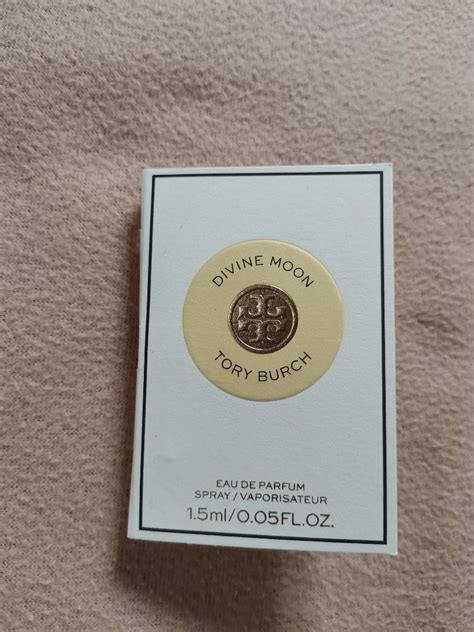 DIVINE MOON
TORY BURCH
EAU DE PARFUM
SPRAY / VAPORISATEUR
1.5ml/0.05FL.OZ.